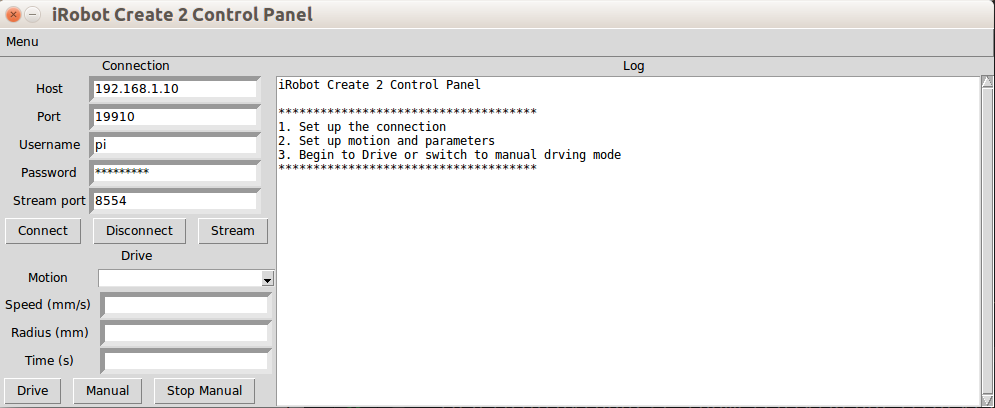 iRobot Create 2 Control Panel
Menu
Connection
Host 192.168.1.10
Port 19910
Username pi
Password *********
Stream port 8554
Connect Disconnect Stream
Drive
Motion
Speed (mm/s)
Radius (mm)
Time (s)
Drive Manual Stop Manual
Log
iRobot Create 2 Control Panel
*************************************
1. Set up the connection
2. Set up motion and parameters
3. Begin to Drive or switch to manual drving mode
*************************************